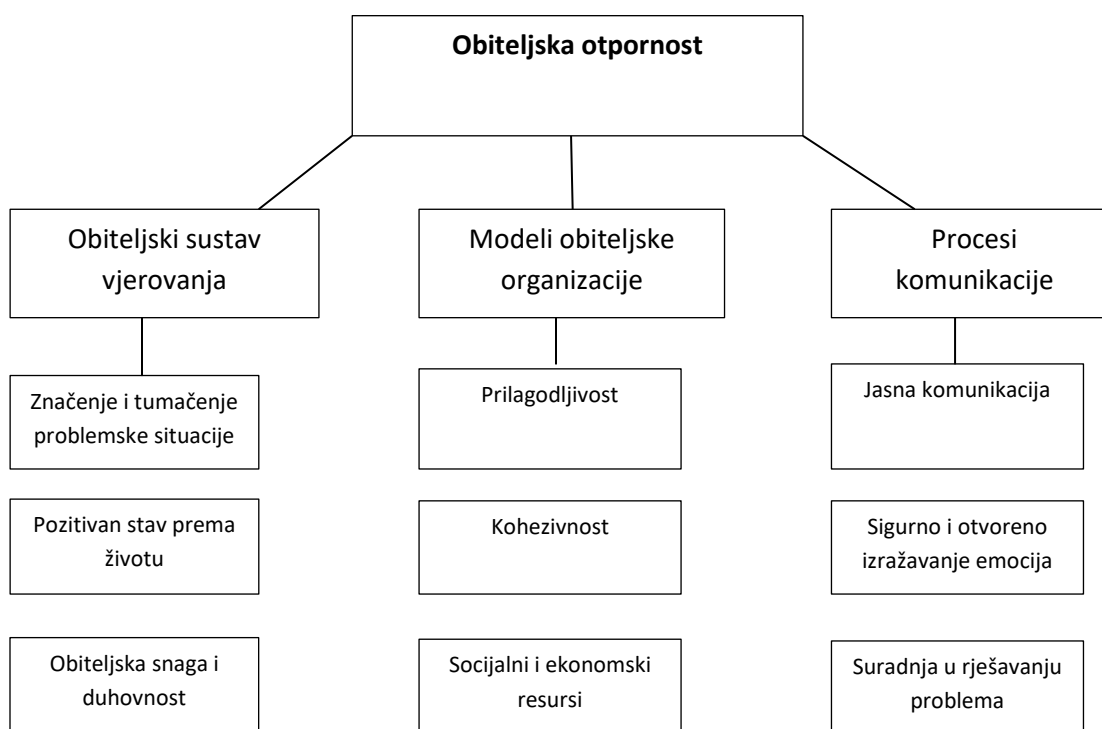 Obiteljska otpornost
Obiteljski sustav
vjerovanja
Modeli obiteljske
organizacije
Procesi
komunikacije
Značenje i tumačenje
problemske situacije
Prilagodljivost
Jasna komunikacija
Pozitivan stav prema
životu
Kohezivnost
Sigurno i otvoreno
izražavanje emocija
Obiteljska snaga i
duhovnost
Socijalni i ekonomski
resursi
Suradnja u rješavanju
problema